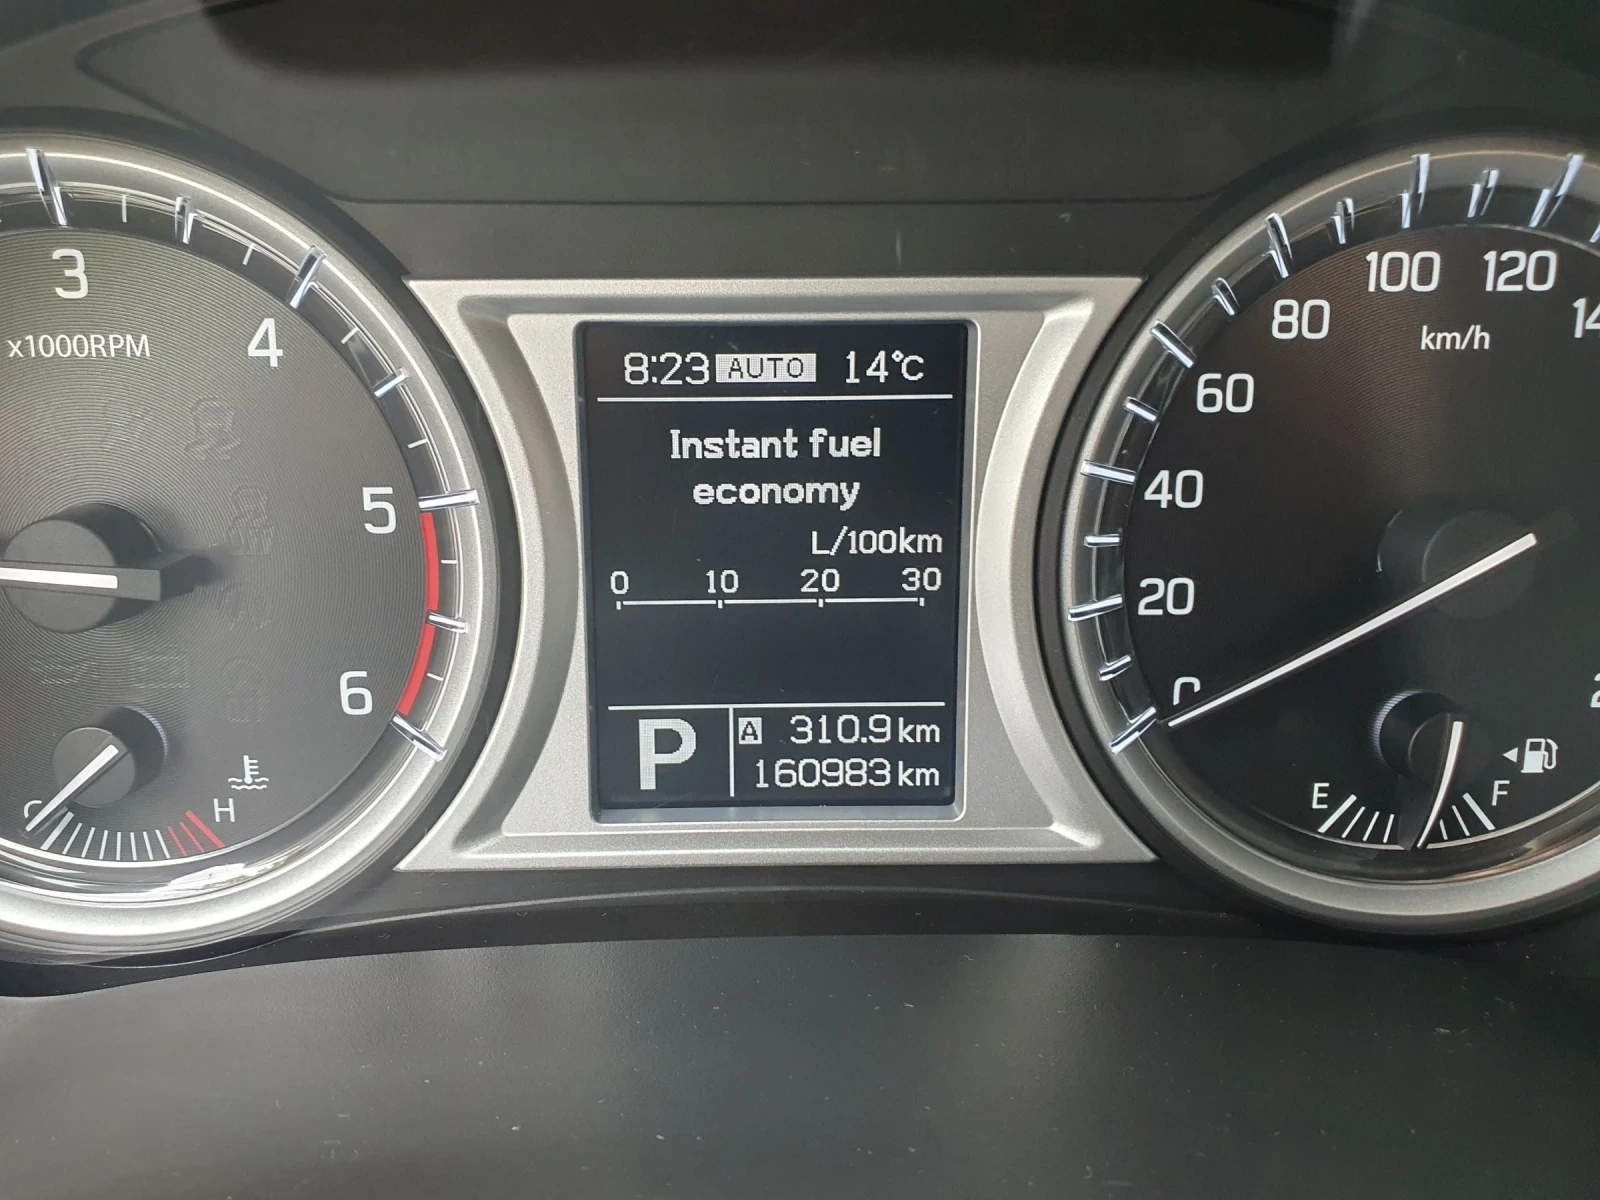 3
x1000RPM
4
5
6
C
H
8:23 AUTO 14°C
Instant fuel
economy
L/100km
0 10 20 30
P
A 310.9 km
160983 km
0
20
40
60
80
100
120
km/h
E
F